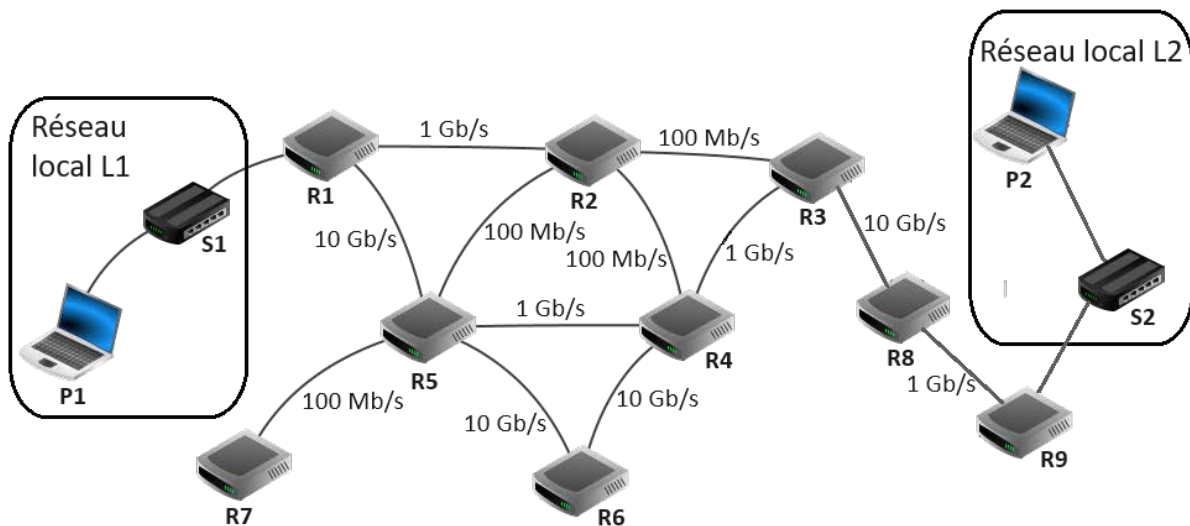 Réseau local L2
Réseau
local L1
1 Gb/s
100 Mb/s
P2
R1
R2
R3
S1
10 Gb/s
100 Mb/s
100 Mb/s
1 Gb/s
10 Gb/s
S2
1 Gb/s
R8
P1
R5
R4
1 Gb/s
100 Mb/s
10 Gb/s
10 Gb/s
R9
R7
R6